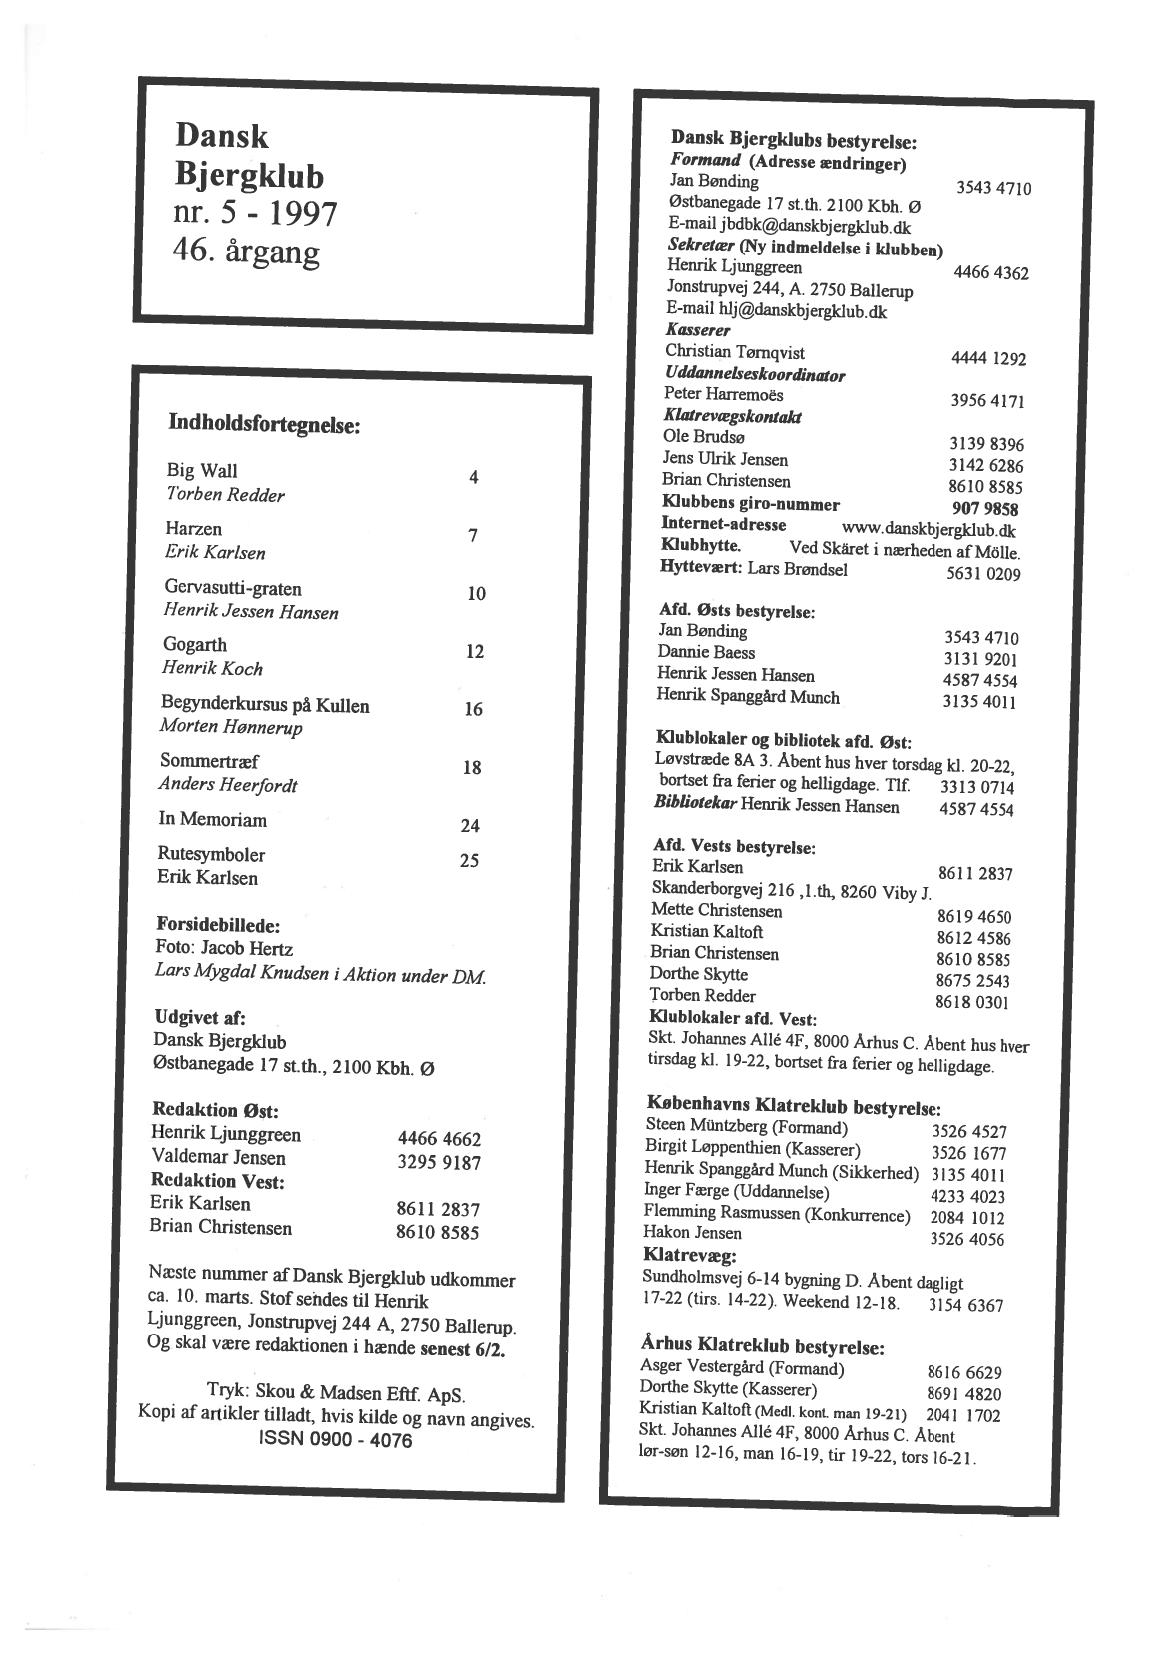 Dansk
Bjergklub
nr. 5 - 1997
46. årgang
Indholdsfortegnelse:
Big Wall 4
Torben Redder
Harzen 7
Erik Karlsen
Gervasutti-graten 10
Henrik Jessen Hansen
Gogarth 12
Henrik Koch
Begynderkursus på Kullen 16
Morten Hønnerup
Sommertræf 18
Anders Heerfordt
In Memoriam 24
Rutesymboler 25
Erik Karlsen
Forsidebillede:
Foto: Jacob Hertz
Lars Mygdal Knudsen i Aktion under DM.
Udgivet af:
Dansk Bjergklub
Østbanegade 17 st.th., 2100 Kbh. Ø
Redaktion Øst:
Henrik Ljunggreen 4466 4662
Valdemar Jensen 3295 9187
Redaktion Vest:
Erik Karlsen 8611 2837
Brian Christensen 8610 8585
Næste nummer af Dansk Bjergklub udkommer
ca. 10. marts. Stof sendes til Henrik
Ljunggreen, Jonstrupvej 244 A, 2750 Ballerup.
Og skal være redaktionen i hænde senest 6/2.
Tryk: Skou & Madsen Eftf. ApS.
Kopi af artikler tilladt, hvis kilde og navn angives.
ISSN 0900 - 4076
Dansk Bjergklubs bestyrelse:
Formand (Adresse ændringer)
Jan Bønding 3543 4710
Østbanegade 17 st.th. 2100 Kbh. Ø
E-mail jbdbk@danskbjergklub.dk
Sekretær (Ny indmeldelse i klubben)
Henrik Ljunggreen 4466 4362
Jonstrupvej 244, A. 2750 Ballerup
E-mail hlj@danskbjergklub.dk
Kasserer
Christian Tørnqvist 4444 1292
Uddannelseskoordinator
Peter Harremoës 3956 4171
Klatrevægskontakt
Ole Brudsø 3139 8396
Jens Ulrik Jensen 3142 6286
Brian Christensen 8610 8585
Klubbens giro-nummer 907 9858
Internet-adresse www.danskbjergklub.dk
Klubhytte. Ved Skäret i nærheden af Mölle.
Hyttevært: Lars Brøndsel 5631 0209
Afd. Østs bestyrelse:
Jan Bønding 3543 4710
Dannie Baess 3131 9201
Henrik Jessen Hansen 4587 4554
Henrik Spanggård Munch 3135 4011
Klublokaler og bibliotek afd. Øst:
Løvstræde 8A 3. Åbent hus hver torsdag kl. 20-22,
bortset fra ferier og helligdage. Tlf. 3313 0714
Bibliotekar Henrik Jessen Hansen 4587 4554
Afd. Vests bestyrelse:
Erik Karlsen 8611 2837
Skanderborgvej 216 ,1.th, 8260 Viby J.
Mette Christensen 8619 4650
Kristian Kaltoft 8612 4586
Brian Christensen 8610 8585
Dorthe Skytte 8675 2543
Torben Redder 8618 0301
Klublokaler afd. Vest:
Skt. Johannes Allé 4F, 8000 Århus C. Åbent hus hver
tirsdag kl. 19-22, bortset fra ferier og helligdage.
Københavns Klatreklub bestyrelse:
Steen Müntzberg (Formand) 3526 4527
Birgit Løppenthien (Kasserer) 3526 1677
Henrik Spanggård Munch (Sikkerhed) 3135 4011
Inger Færge (Uddannelse) 4233 4023
Flemming Rasmussen (Konkurrence) 2084 1012
Hakon Jensen 3526 4056
Klatrevæg:
Sundholmsvej 6-14 bygning D. Åbent dagligt
17-22 (tirs. 14-22). Weekend 12-18. 3154 6367
Århus Klatreklub bestyrelse:
Asger Vestergård (Formand) 8616 6629
Dorthe Skytte (Kasserer) 8691 4820
Kristian Kaltoft (Medl. kont. man 19-21) 2041 1702
Skt. Johannes Allé 4F, 8000 Århus C. Åbent
lør-søn 12-16, man 16-19, tir 19-22, tors 16-21.